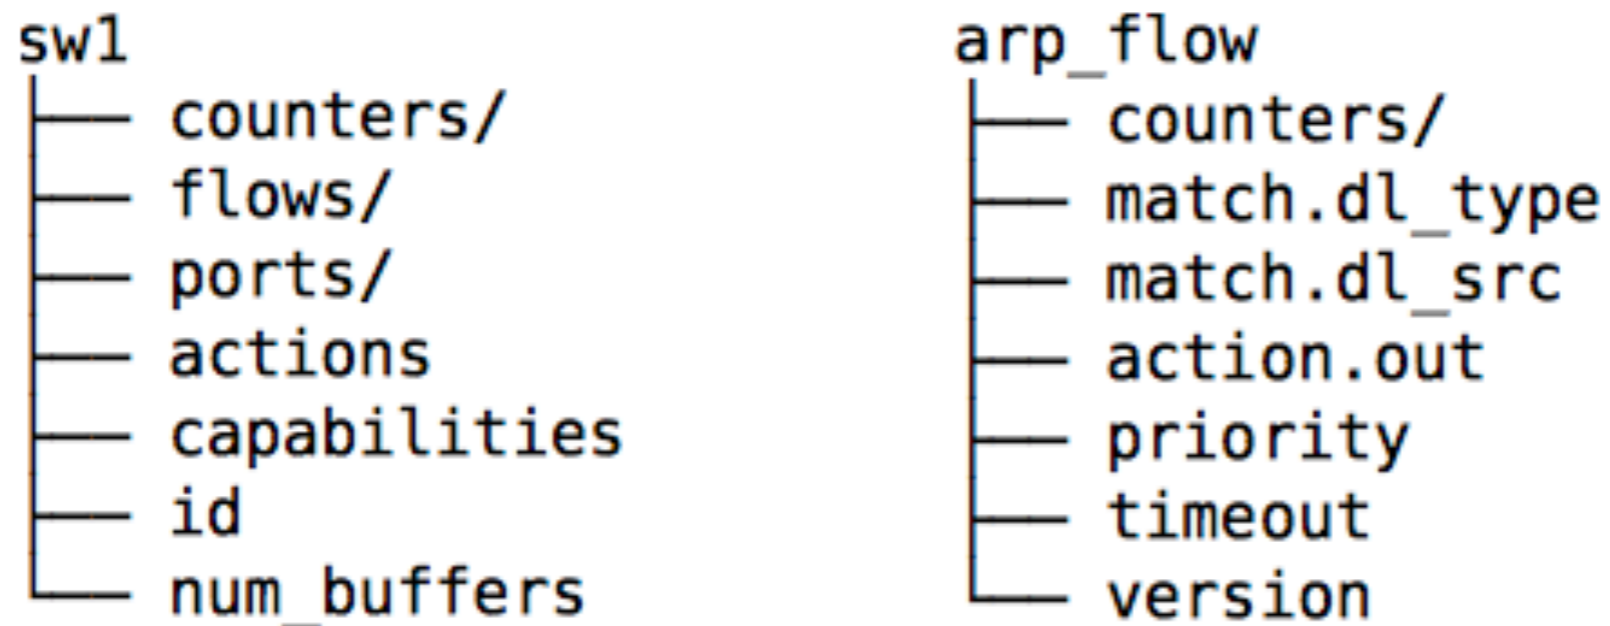 sw1
counters/
flows/
ports/
actions
capabilities
id
num_buffers
arp_flow
counters/
match.dl_type
match.dl_src
action.out
priority
timeout
version